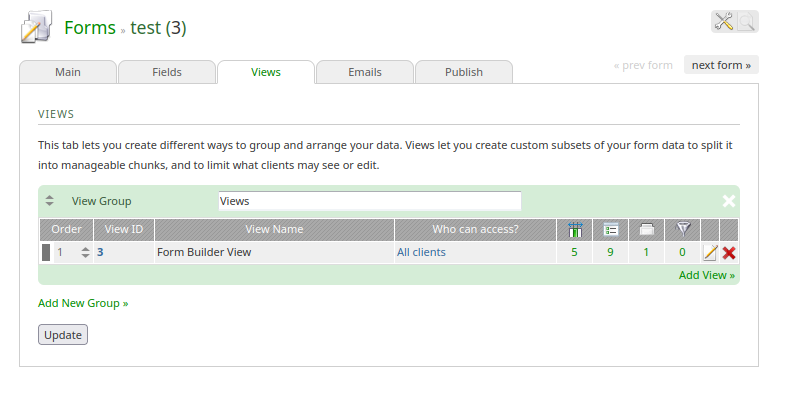 Forms » test (3)
Main
Fields
Views
Emails
Publish
« prev form
next form »
VIEWS
This tab lets you create different ways to group and arrange your data. Views let you create custom subsets of your form data to split it
into manageable chunks, and to limit what clients may see or edit.
View Group
Views
Order
View ID
View Name
Who can access?
1
3
Form Builder View
All clients
5
9
1
0
Add View »
Add New Group »
Update